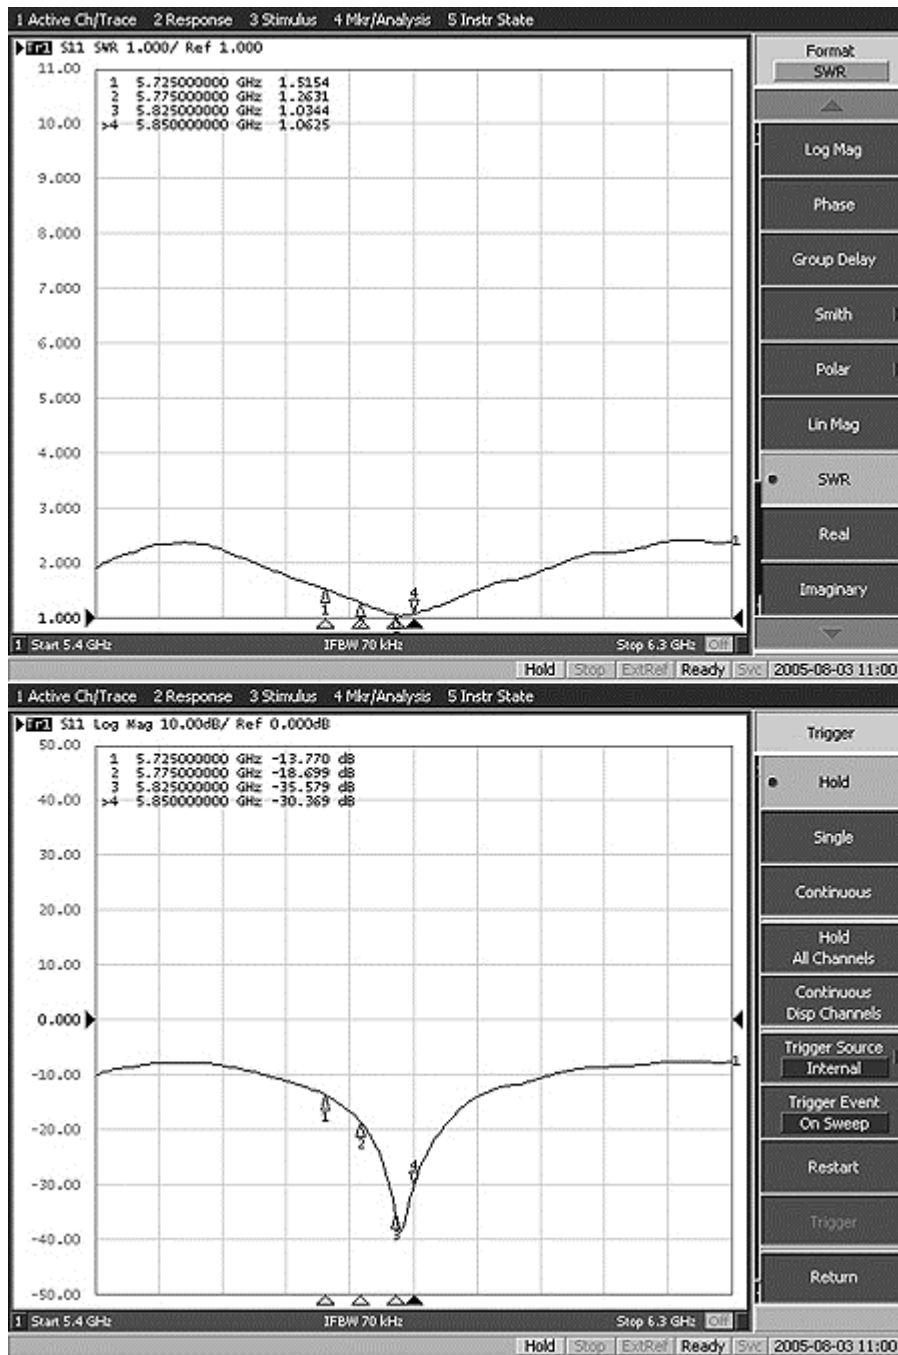 1 Active Ch/Trace 2 Response 3 Stimulus 4 Mkr/Analysis 5 Instr State
Tr1 S11 SWR 1.000/ Ref 1.000
11.00
10.00
9.000
8.000
7.000
6.000
5.000
4.000
3.000
2.000
1.000
1 5.725000000 GHz 1.5154
2 5.775000000 GHz 1.2631
3 5.825000000 GHz 1.0344
>4 5.850000000 GHz 1.0625
1
2
4
1
1 Start 5.4 GHz IFBW 70 kHz Stop 6.3 GHz Off
Format
SWR
Log Mag
Phase
Group Delay
Smith
Polar
Lin Mag
SWR
Real
Imaginary
Hold Stop ExtRef Ready Svc 2005-08-03 11:00
1 Active Ch/Trace 2 Response 3 Stimulus 4 Mkr/Analysis 5 Instr State
Tr1 S11 Log Mag 10.00dB/ Ref 0.000dB
50.00
40.00
30.00
20.00
10.00
0.000
-10.00
-20.00
-30.00
-40.00
-50.00
1 5.725000000 GHz -13.770 dB
2 5.775000000 GHz -18.699 dB
3 5.825000000 GHz -35.579 dB
>4 5.850000000 GHz -30.369 dB
1
2
3
4
1
1 Start 5.4 GHz IFBW 70 kHz Stop 6.3 GHz Off
Trigger
Hold
Single
Continuous
Hold
All Channels
Continuous
Disp Channels
Trigger Source
Internal
Trigger Event
On Sweep
Restart
Trigger
Return
Hold Stop ExtRef Ready Svc 2005-08-03 11:00